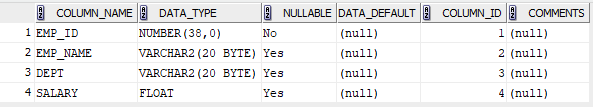 COLUMN_NAME DATA_TYPE NULLABLE DATA_DEFAULT COLUMN_ID COMMENTS
1 EMP_ID NUMBER(38,0) No (null) 1 (null)
2 EMP_NAME VARCHAR2(20 BYTE) Yes (null) 2 (null)
3 DEPT VARCHAR2(20 BYTE) Yes (null) 3 (null)
4 SALARY FLOAT Yes (null) 4 (null)